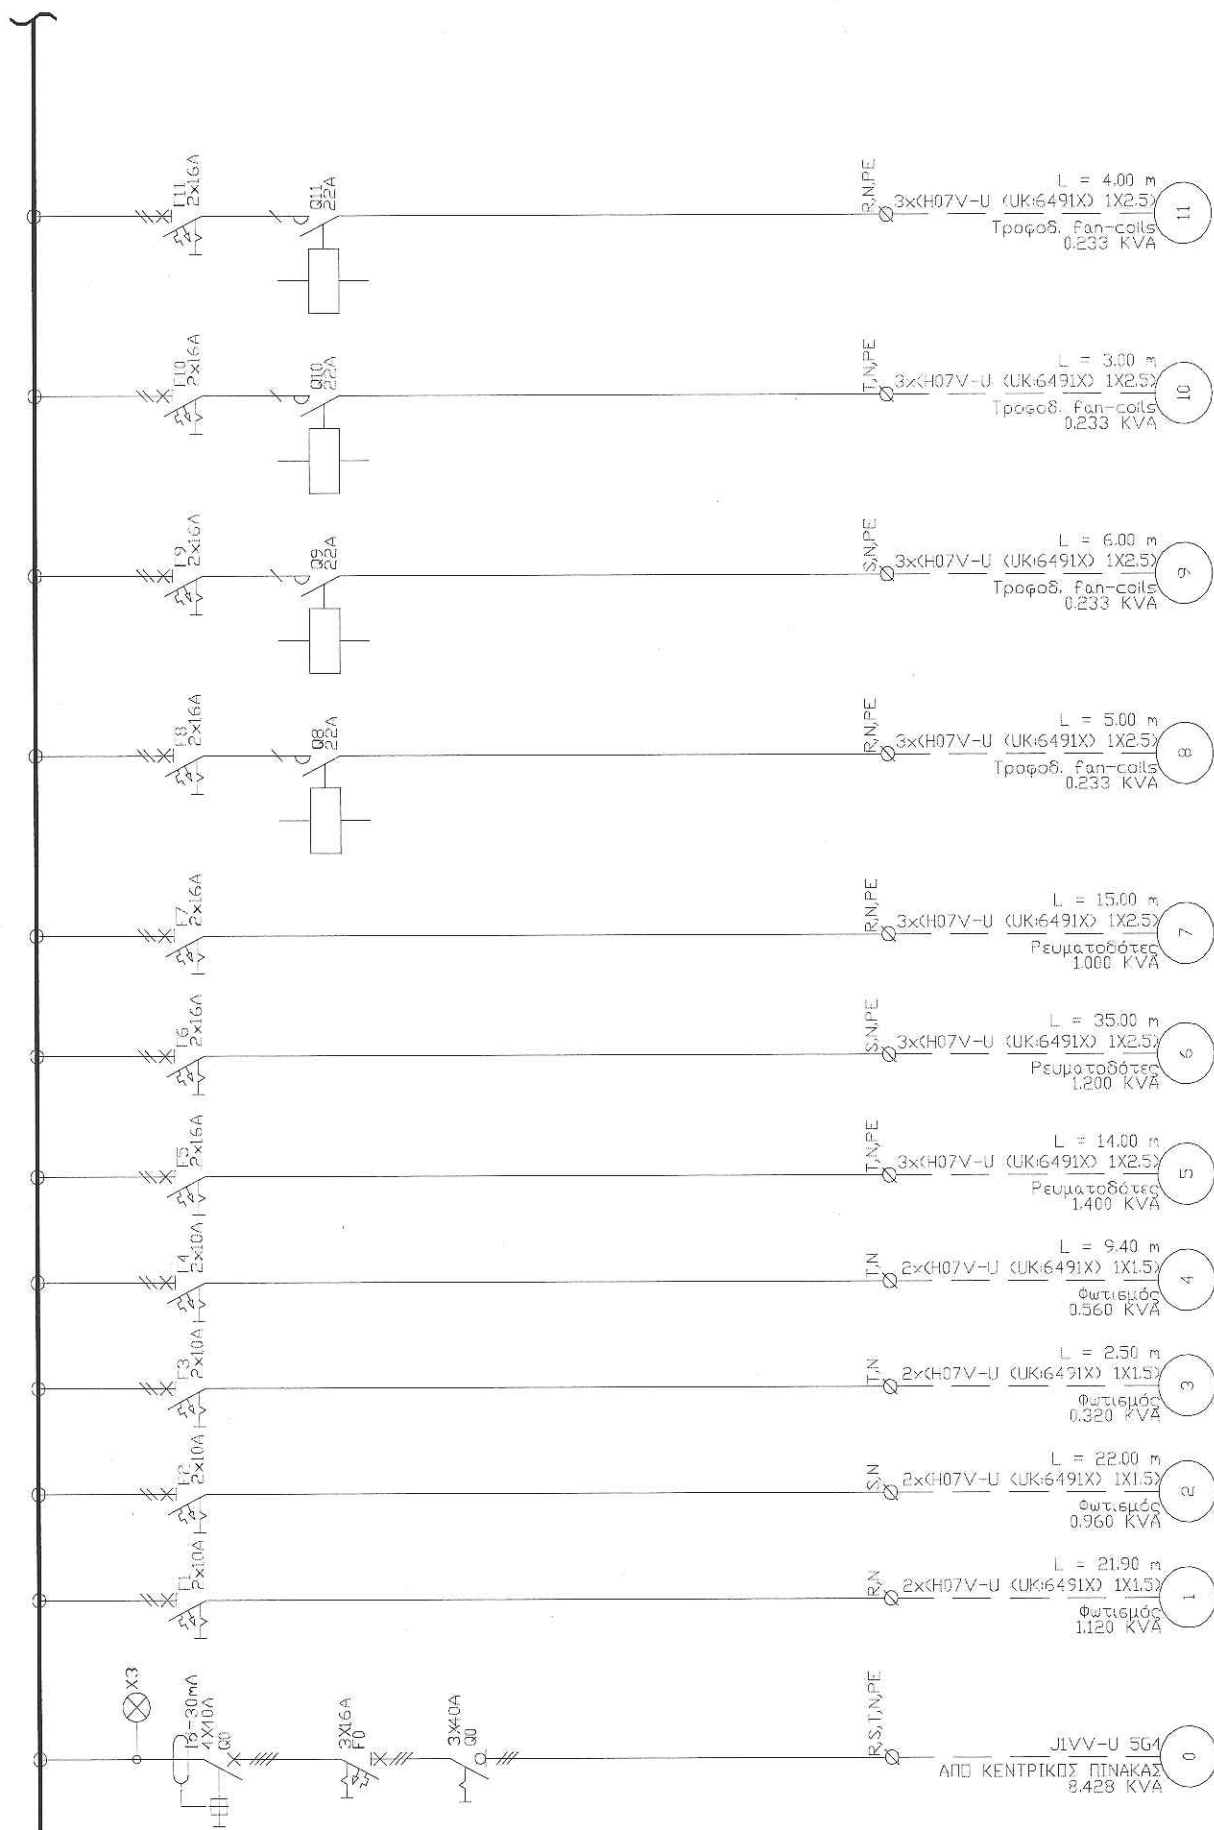 F11
2x16A
Q11
22A
R,N,PE
L = 4.00 m
3x(H07V-U (UK:6491X) 1X2.5)
Τροφοδ. fan-coils
0.233 KVA
11
F10
2x16A
Q10
22A
T,N,PE
L = 3.00 m
3x(H07V-U (UK:6491X) 1X2.5)
Τροφοδ. fan-coils
0.233 KVA
10
F9
2x16A
Q9
22A
S,N,PE
L = 6.00 m
3x(H07V-U (UK:6491X) 1X2.5)
Τροφοδ. fan-coils
0.233 KVA
9
F8
2x16A
Q8
22A
R,N,PE
L = 5.00 m
3x(H07V-U (UK:6491X) 1X2.5)
Τροφοδ. fan-coils
0.233 KVA
8
F7
2x16A
R,N,PE
L = 15.00 m
3x(H07V-U (UK:6491X) 1X2.5)
Ρευματοδότες
1.000 KVA
7
F6
2x16A
S,N,PE
L = 35.00 m
3x(H07V-U (UK:6491X) 1X2.5)
Ρευματοδότες
1.200 KVA
6
F5
2x16A
T,N,PE
L = 14.00 m
3x(H07V-U (UK:6491X) 1X2.5)
Ρευματοδότες
1.400 KVA
5
F4
2x10A
T,N
L = 9.40 m
2x(H07V-U (UK:6491X) 1X1.5)
Φωτισμός
0.560 KVA
4
F3
2x10A
T,N
L = 2.50 m
2x(H07V-U (UK:6491X) 1X1.5)
Φωτισμός
0.320 KVA
3
F2
2x10A
S,N
L = 22.00 m
2x(H07V-U (UK:6491X) 1X1.5)
Φωτισμός
0.960 KVA
2
F1
2x10A
R,N
L = 21.90 m
2x(H07V-U (UK:6491X) 1X1.5)
Φωτισμός
1.120 KVA
1
X3
4X40A
Q0
3X16A
F0
3X40A
Q0
R,S,T,N,PE
J1VV-U 5G4
ΑΠΟ ΚΕΝΤΡΙΚΟΣ ΠΙΝΑΚΑΣ
8.428 KVA
0